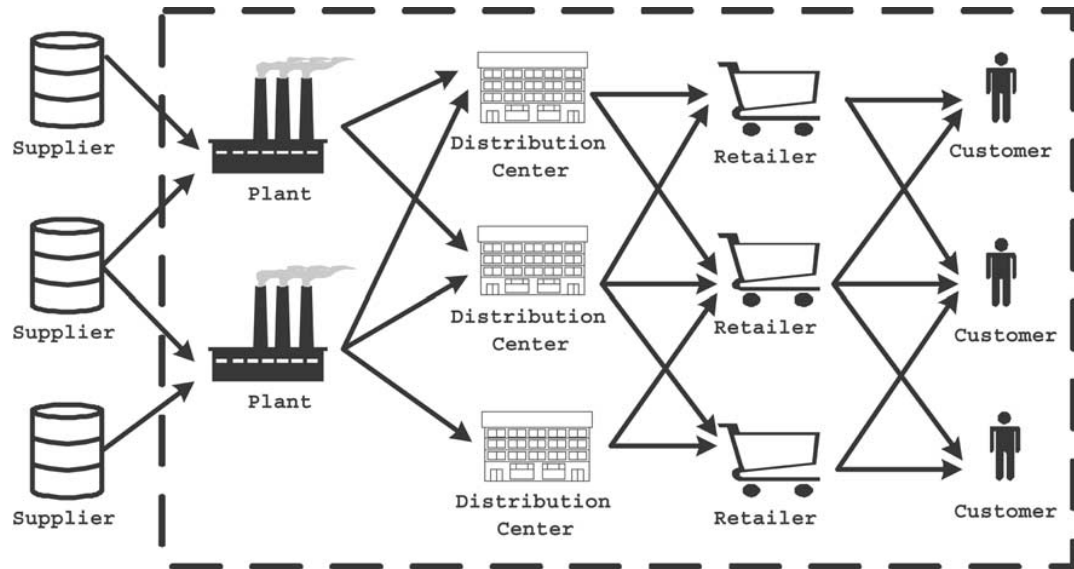 Supplier
Plant
Distribution
Center
Retailer
Customer
Supplier
Plant
Distribution
Center
Retailer
Customer
Supplier
Distribution
Center
Retailer
Customer